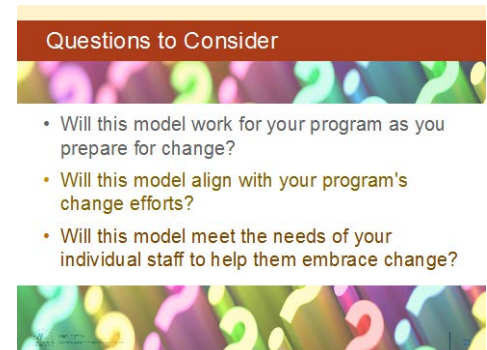 Questions to Consider
• Will this model work for your program as you
prepare for change?
• Will this model align with your program's
change efforts?
• Will this model meet the needs of your
individual staff to help them embrace change?